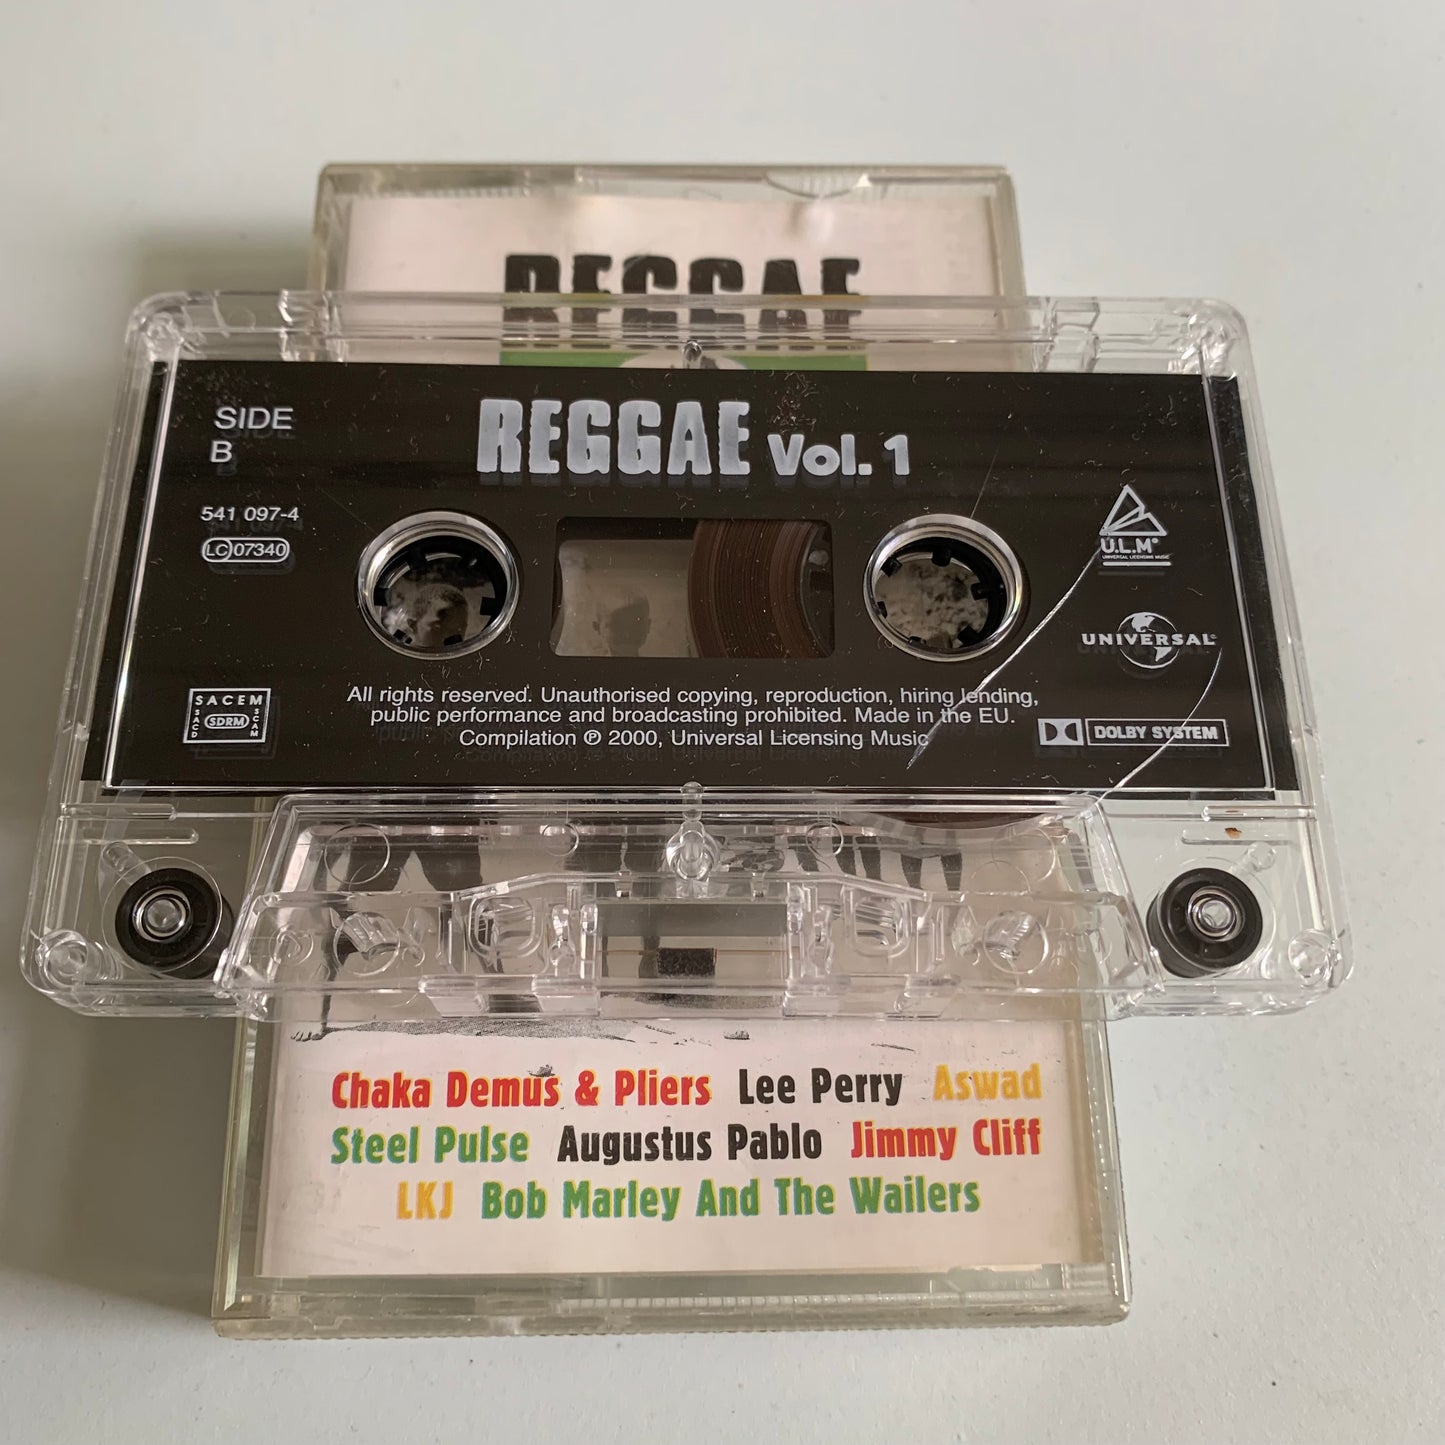 REGGAE
SIDE
B
REGGAE Vol. 1
541 097-4
LC 07340
U.L.M
UNIVERSAL LICENSING MUSIC
UNIVERSAL
SACEM
SACD
SDRM
SCAM
All rights reserved. Unauthorised copying, reproduction, hiring lending,
public performance and broadcasting prohibited. Made in the EU.
Compilation ℗ 2000, Universal Licensing Music
DOLBY SYSTEM
Chaka Demus & Pliers Lee Perry Aswad
Steel Pulse Augustus Pablo Jimmy Cliff
LKJ Bob Marley And The Wailers